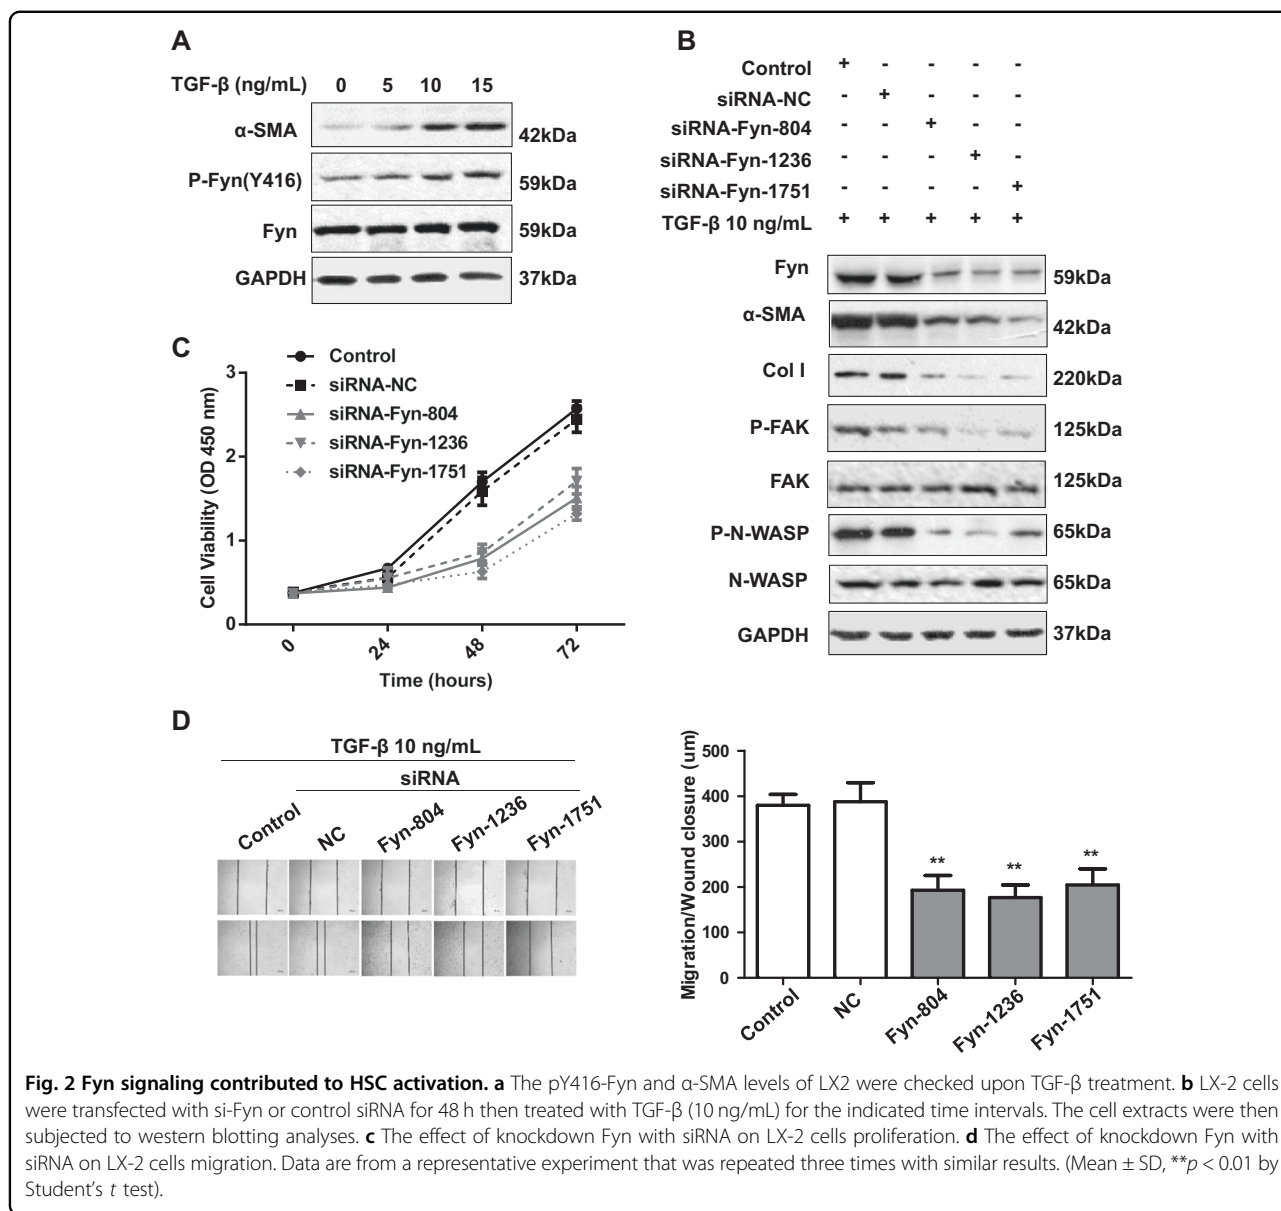 A
TGF-β (ng/mL) 0 5 10 15
α-SMA 42kDa
P-Fyn(Y416) 59kDa
Fyn 59kDa
GAPDH 37kDa
B
Control + - - - -
siRNA-NC - + - - -
siRNA-Fyn-804 - - + - -
siRNA-Fyn-1236 - - - + -
siRNA-Fyn-1751 - - - - +
TGF-β 10 ng/mL + + + + +
Fyn 59kDa
α-SMA 42kDa
Col I 220kDa
P-FAK 125kDa
FAK 125kDa
P-N-WASP 65kDa
N-WASP 65kDa
GAPDH 37kDa
C
Control
siRNA-NC
siRNA-Fyn-804
siRNA-Fyn-1236
siRNA-Fyn-1751
Cell Viability (OD 450 nm)
3
2
1
0
0 24 48 72
Time (hours)
D
TGF-β 10 ng/mL
siRNA
Control NC Fyn-804 Fyn-1236 Fyn-1751
Migration/Wound closure (um)
500
400
300
200
100
0
** ** **
Control NC Fyn-804 Fyn-1236 Fyn-1751
Fig. 2 Fyn signaling contributed to HSC activation. a The pY416-Fyn and α-SMA levels of LX2 were checked upon TGF-β treatment. b LX-2 cells
were transfected with si-Fyn or control siRNA for 48 h then treated with TGF-β (10 ng/mL) for the indicated time intervals. The cell extracts were then
subjected to western blotting analyses. c The effect of knockdown Fyn with siRNA on LX-2 cells proliferation. d The effect of knockdown Fyn with
siRNA on LX-2 cells migration. Data are from a representative experiment that was repeated three times with similar results. (Mean ± SD, **p < 0.01 by
Student's t test).